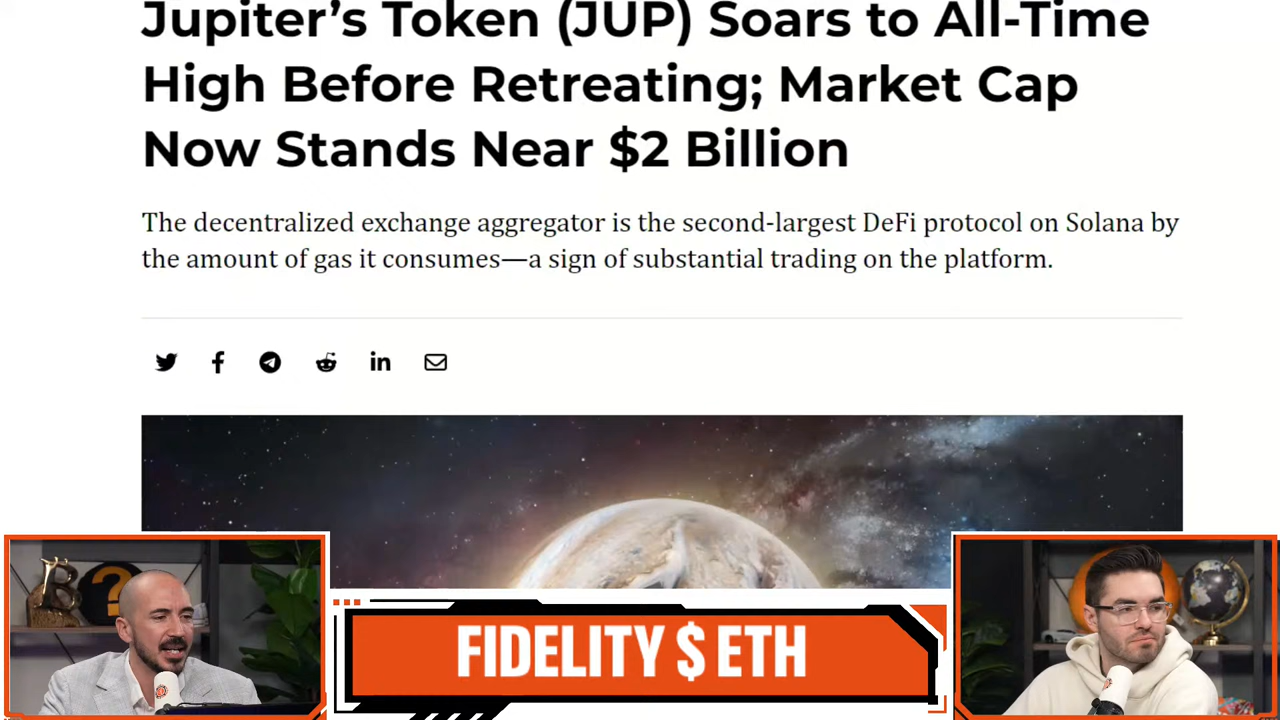 Jupiter’s Token (JUP) Soars to All-Time
High Before Retreating; Market Cap
Now Stands Near $2 Billion
The decentralized exchange aggregator is the second-largest DeFi protocol on Solana by
the amount of gas it consumes—a sign of substantial trading on the platform.
FIDELITY $ ETH